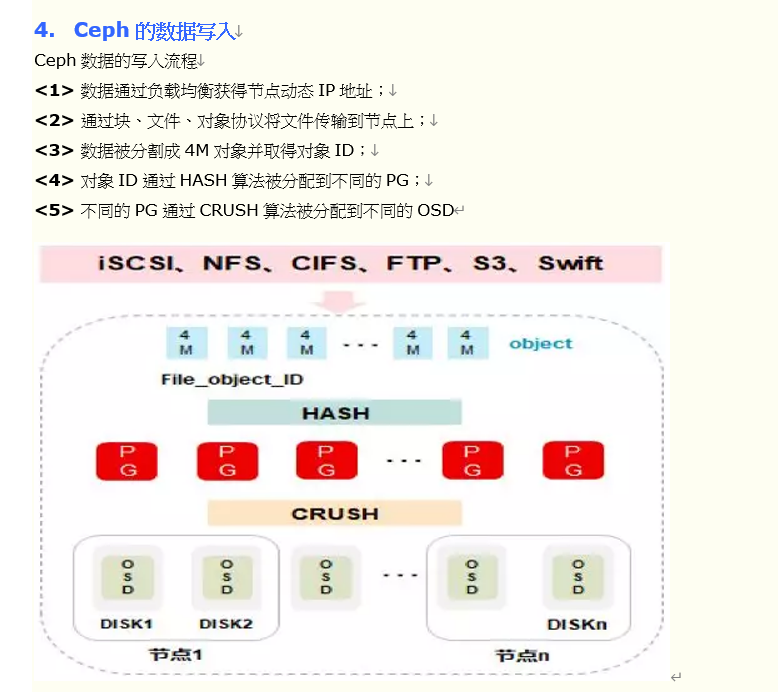 4. Ceph 的数据写入↓
Ceph 数据的写入流程↓
<1> 数据通过负载均衡获得节点动态 IP 地址；↓
<2> 通过块、文件、对象协议将文件传输到节点上；↓
<3> 数据被分割成 4M 对象并取得对象 ID；↓
<4> 对象 ID 通过 HASH 算法被分配到不同的 PG；↓
<5> 不同的 PG 通过 CRUSH 算法被分配到不同的 OSD↵
iSCSI、NFS、CIFS、FTP、S3、Swift
4M 4M 4M ··· 4M 4M object
File_object_ID
HASH
PG PG PG ··· PG PG
CRUSH
OSD OSD OSD ··· OSD OSD
DISK1 DISK2 DISKn
节点1 节点n
↵